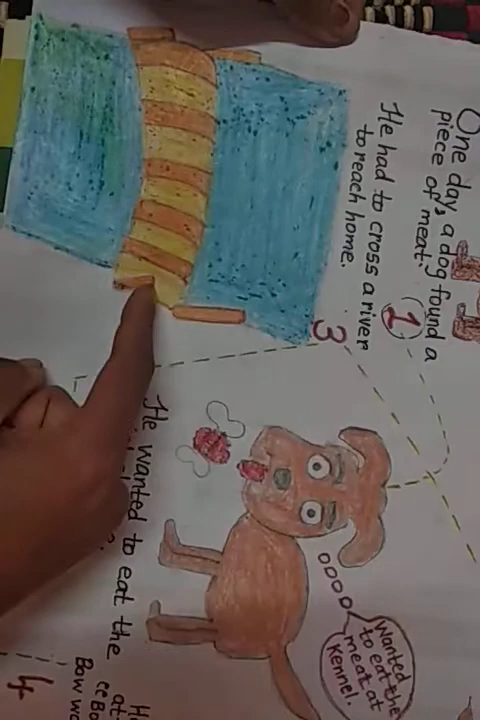 One day, a dog found a
piece of meat.
1
He had to cross a river
to reach home.
3
He wanted to eat the
Wanted
to eat the
meat at
Kennel.
4
Bow